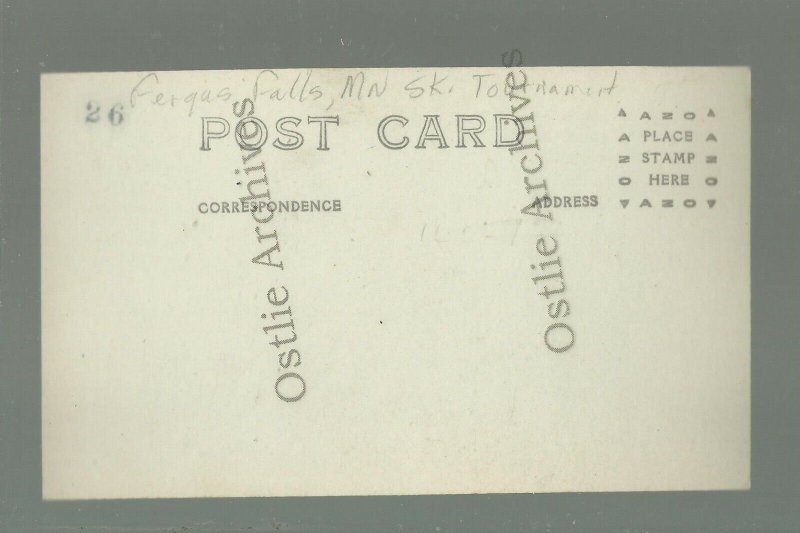 Fergus Falls, MN Ski Tournament
26
POST CARD
CORRESPONDENCE
ADDRESS
AZO
PLACE
STAMP
HERE
AZO
Ostlie Archives
Ostlie Archives